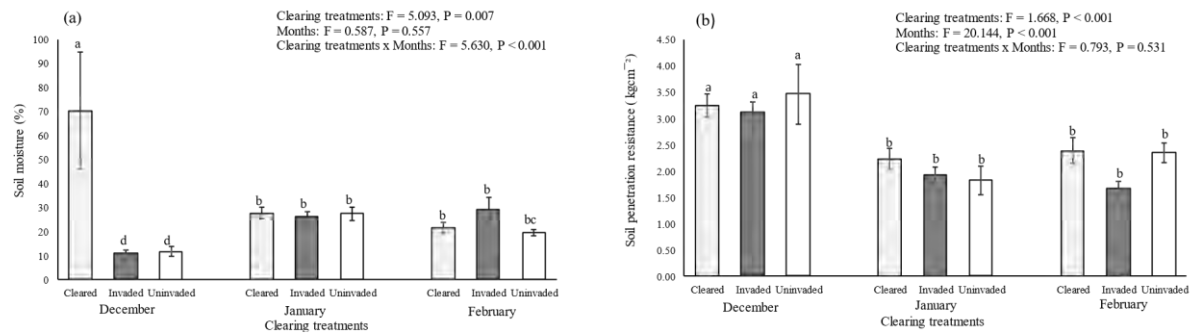 (a)
Clearing treatments: F = 5.093, P = 0.007
Months: F = 0.587, P = 0.557
Clearing treatments x Months: F = 5.630, P < 0.001
Soil moisture (%)
100
90
80
70
60
50
40
30
20
10
0
a
d
d
b
b
b
b
b
bc
Cleared Invaded Uninvaded Cleared Invaded Uninvaded Cleared Invaded Uninvaded
December January February
Clearing treatments
(b)
Clearing treatments: F = 1.668, P < 0.001
Months: F = 20.144, P < 0.001
Clearing treatments x Months: F = 0.793, P = 0.531
Soil penetration resistance (kgcm⁻²)
4.50
4.00
3.50
3.00
2.50
2.00
1.50
1.00
0.50
0.00
a
a
a
b
b
b
b
b
b
Cleared Invaded Uninvaded Cleared Invaded Uninvaded Cleared Invaded Uninvaded
December January February
Clearing treatments